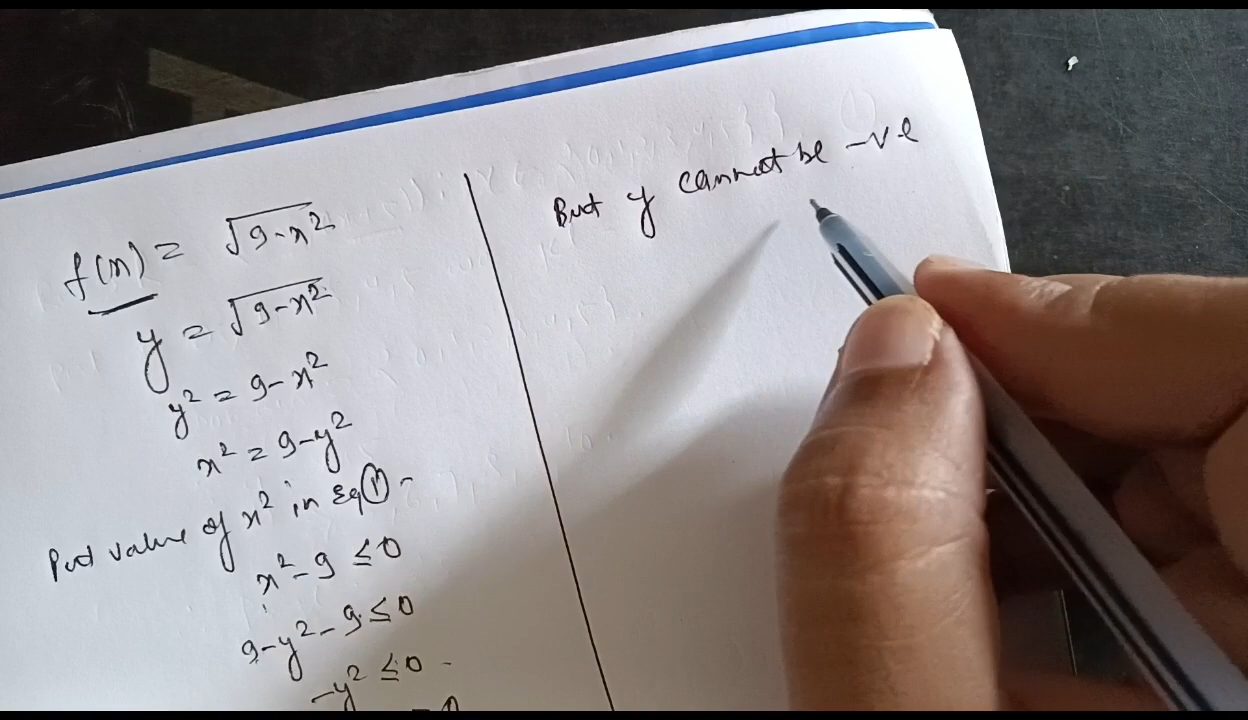 f(x) = √9-x²
y = √9-x²
y² = 9-x²
x² = 9-y²
Put value of x² in Eq ① -
x²-9 ≤0
9-y²-9 ≤0
-y² ≤0 -
But y cannot be -ve